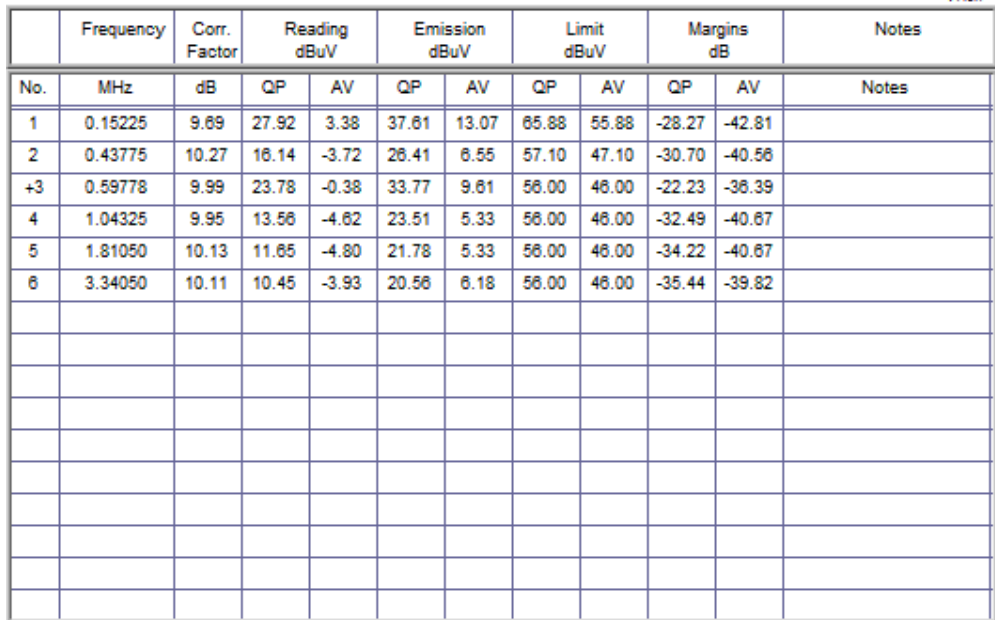 Frequency Corr. Factor Reading dBuV Emission dBuV Limit dBuV Margins dB Notes
No. MHz dB QP AV QP AV QP AV QP AV Notes
1 0.15225 9.69 27.92 3.38 37.61 13.07 65.88 55.88 -28.27 -42.81
2 0.43775 10.27 16.14 -3.72 26.41 6.55 57.10 47.10 -30.70 -40.56
+3 0.59778 9.99 23.78 -0.38 33.77 9.61 56.00 46.00 -22.23 -36.39
4 1.04325 9.95 13.56 -4.62 23.51 5.33 56.00 46.00 -32.49 -40.67
5 1.81050 10.13 11.65 -4.80 21.78 5.33 56.00 46.00 -34.22 -40.67
6 3.34050 10.11 10.45 -3.93 20.56 6.18 56.00 46.00 -35.44 -39.82